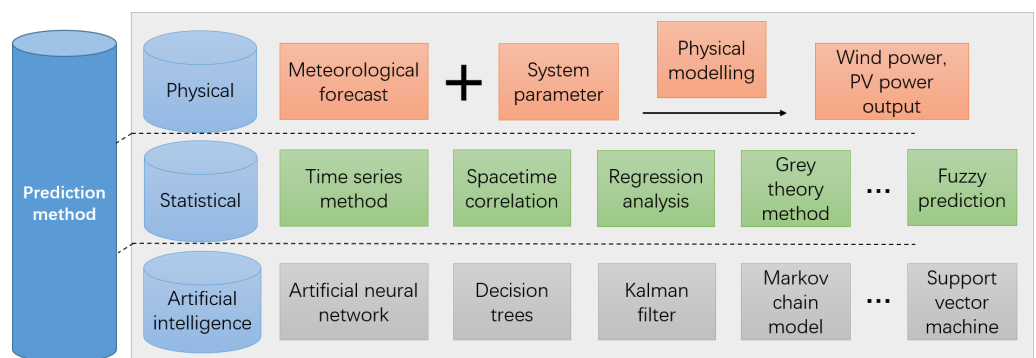 Prediction
method
Physical
Meteorological
forecast
+
System
parameter
Physical
modelling
Wind power,
PV power
output
Statistical
Time series
method
Spacetime
correlation
Regression
analysis
Grey
theory
method
...
Fuzzy
prediction
Artificial
intelligence
Artificial neural
network
Decision
trees
Kalman
filter
Markov
chain
model
...
Support
vector
machine